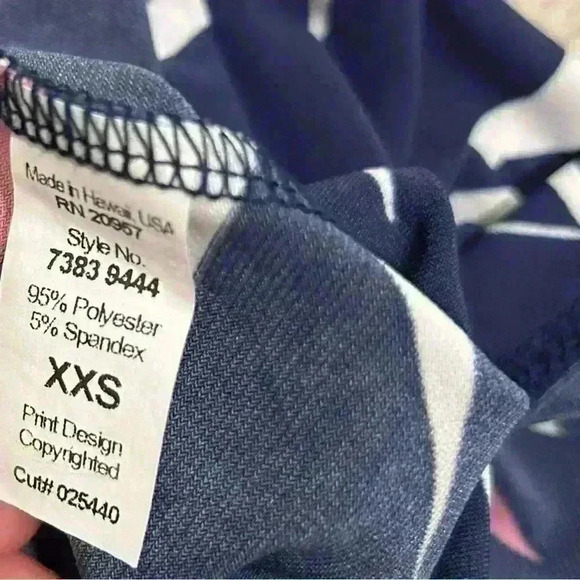 Made in Hawaii, USA
RN 20967
Style No.
7383 9444
95% Polyester
5% Spandex
XXS
Print Design
Copyrighted
Cut# 025440